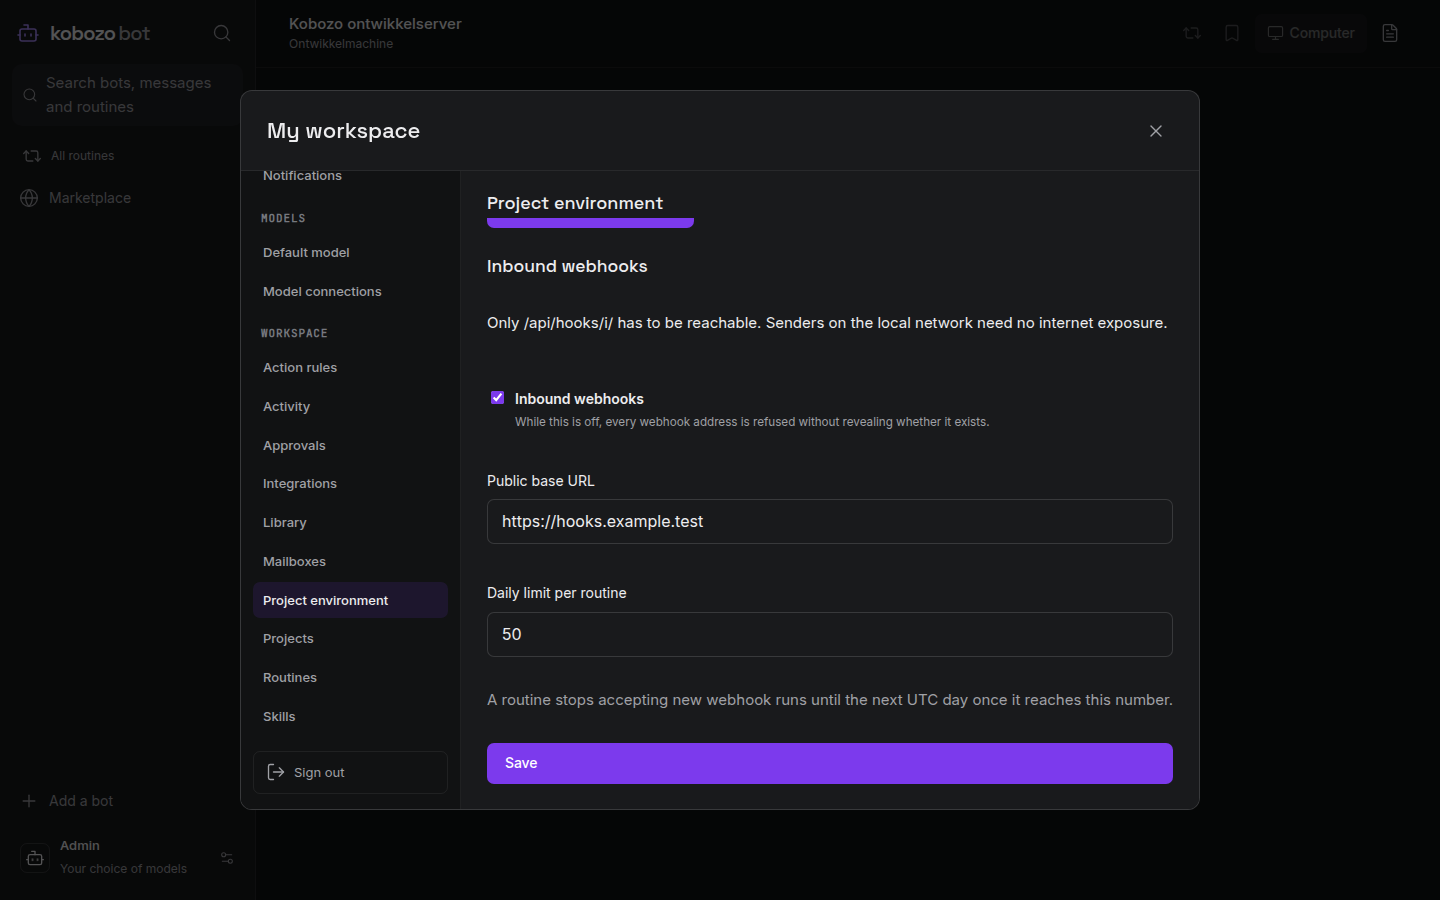 kobozo bot
Search bots, messages
and routines
All routines
Marketplace
Add a bot
Admin
Your choice of models
Kobozo ontwikkelserver
Ontwikkelmachine
Computer
My workspace
Notifications
MODELS
Default model
Model connections
WORKSPACE
Action rules
Activity
Approvals
Integrations
Library
Mailboxes
Project environment
Projects
Routines
Skills
Sign out
Project environment
Inbound webhooks
Only /api/hooks/i/ has to be reachable. Senders on the local network need no internet exposure.
Inbound webhooks
While this is off, every webhook address is refused without revealing whether it exists.
Public base URL
https://hooks.example.test
Daily limit per routine
50
A routine stops accepting new webhook runs until the next UTC day once it reaches this number.
Save